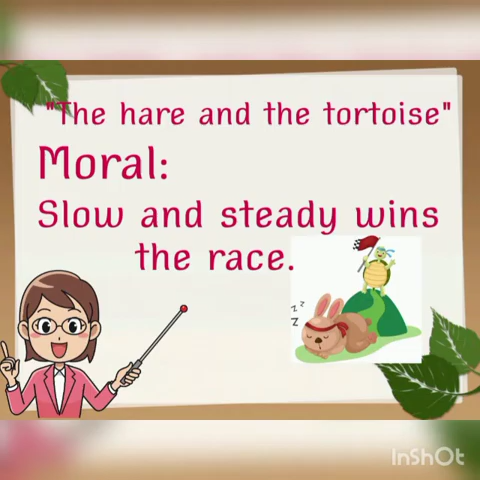 "The hare and the tortoise"
Moral:
Slow and steady wins
the race.
z z
z
InShOt